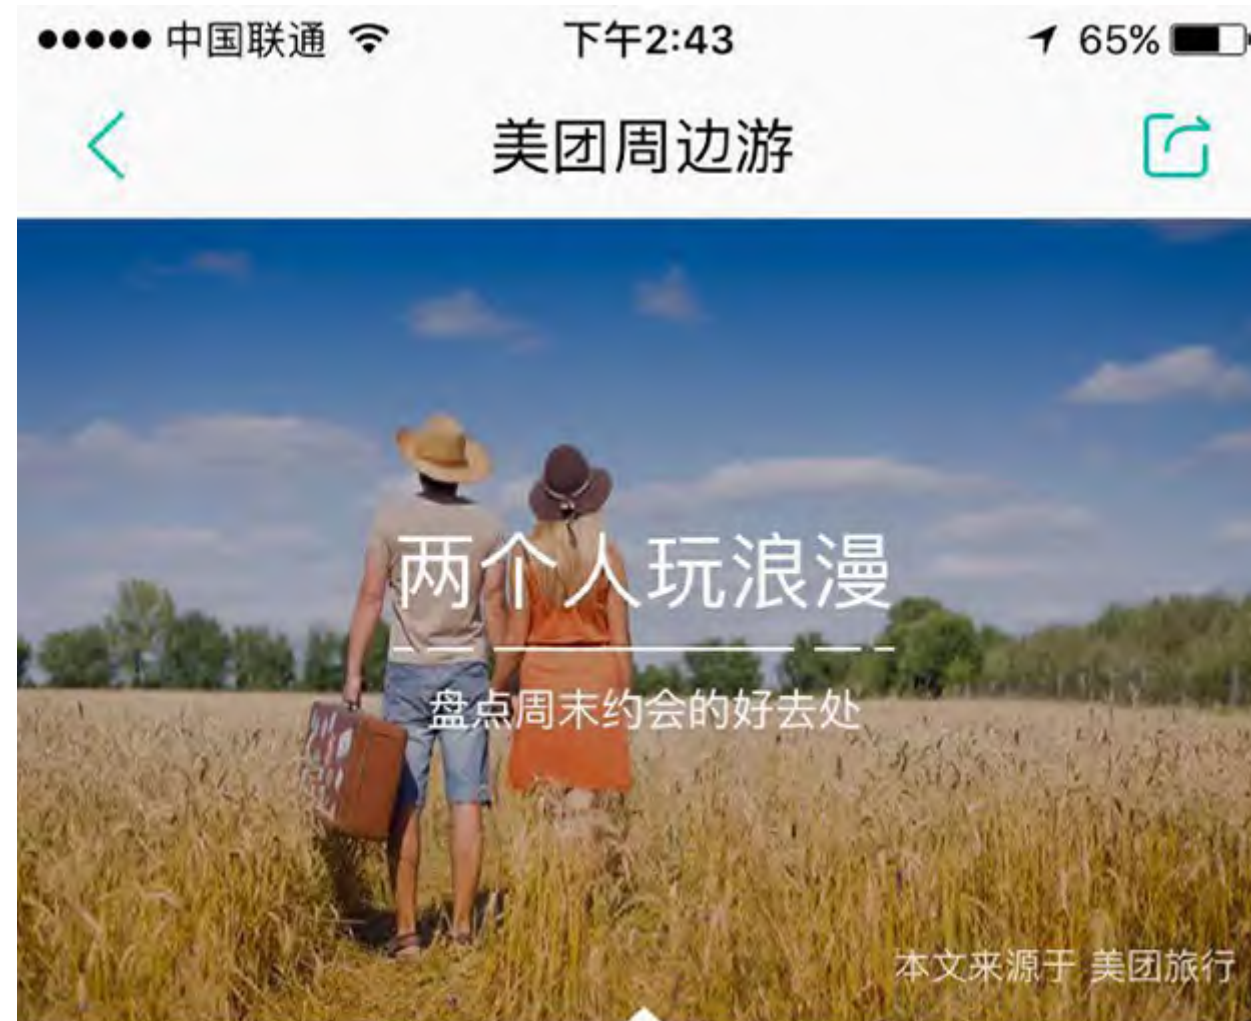 中国联通 下午2:43 65%
美团周边游
两个人玩浪漫
盘点周末约会的好去处
本文来源于 美团旅行